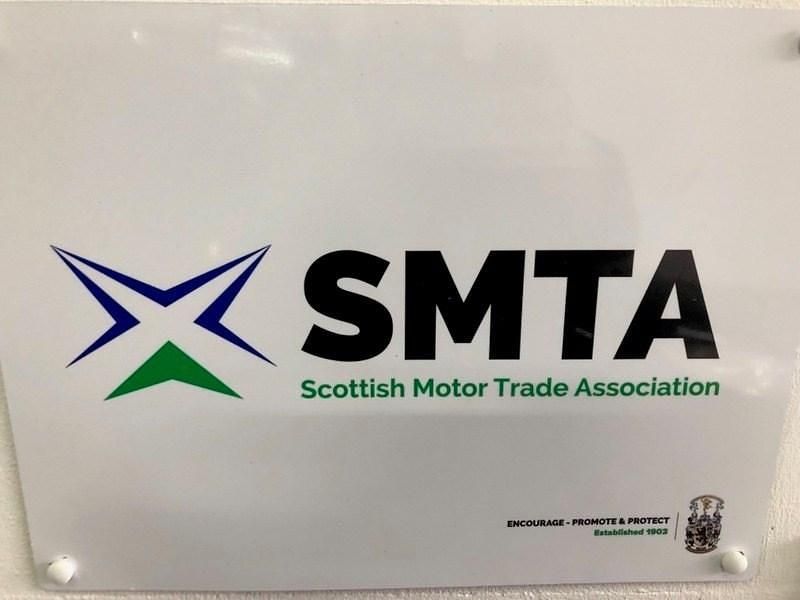 SMTA
Scottish Motor Trade Association
ENCOURAGE - PROMOTE & PROTECT
Established 1903